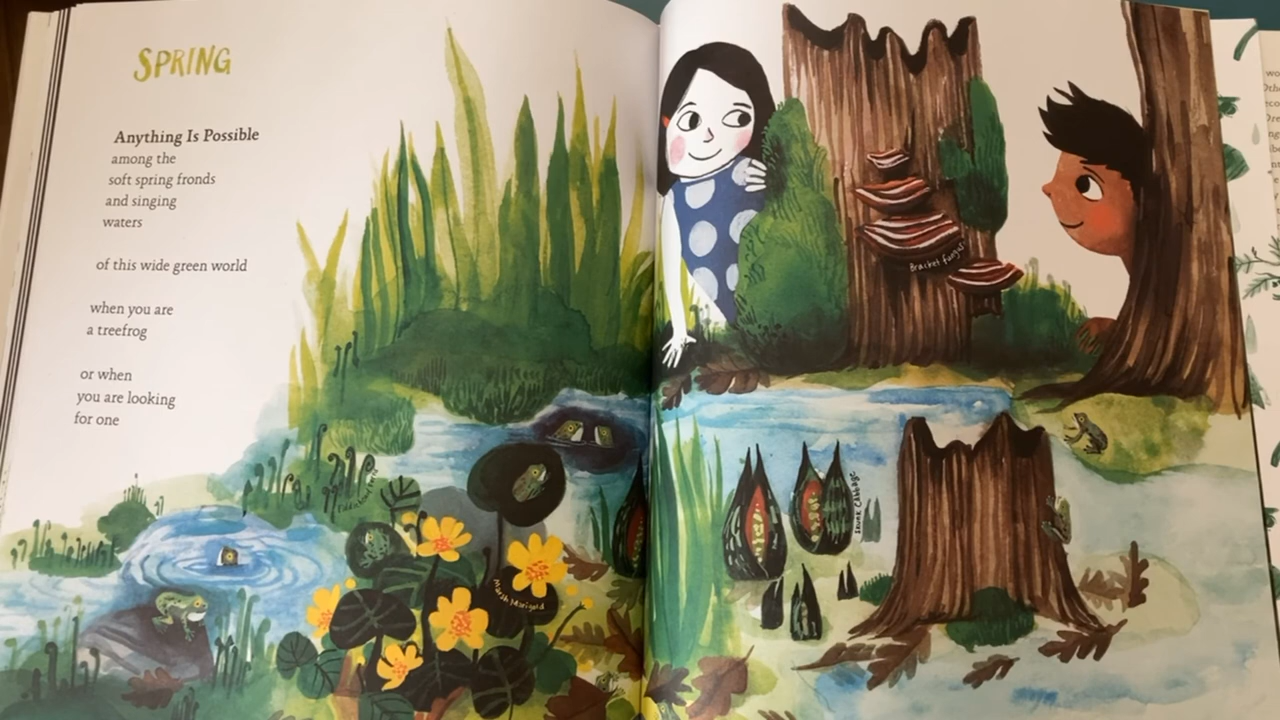 SPRING
Anything Is Possible
among the
soft spring fronds
and singing
waters
of this wide green world
when you are
a treefrog
or when
you are looking
for one
Marsh Marigold
Bracket fungus
Skunk Cabbage